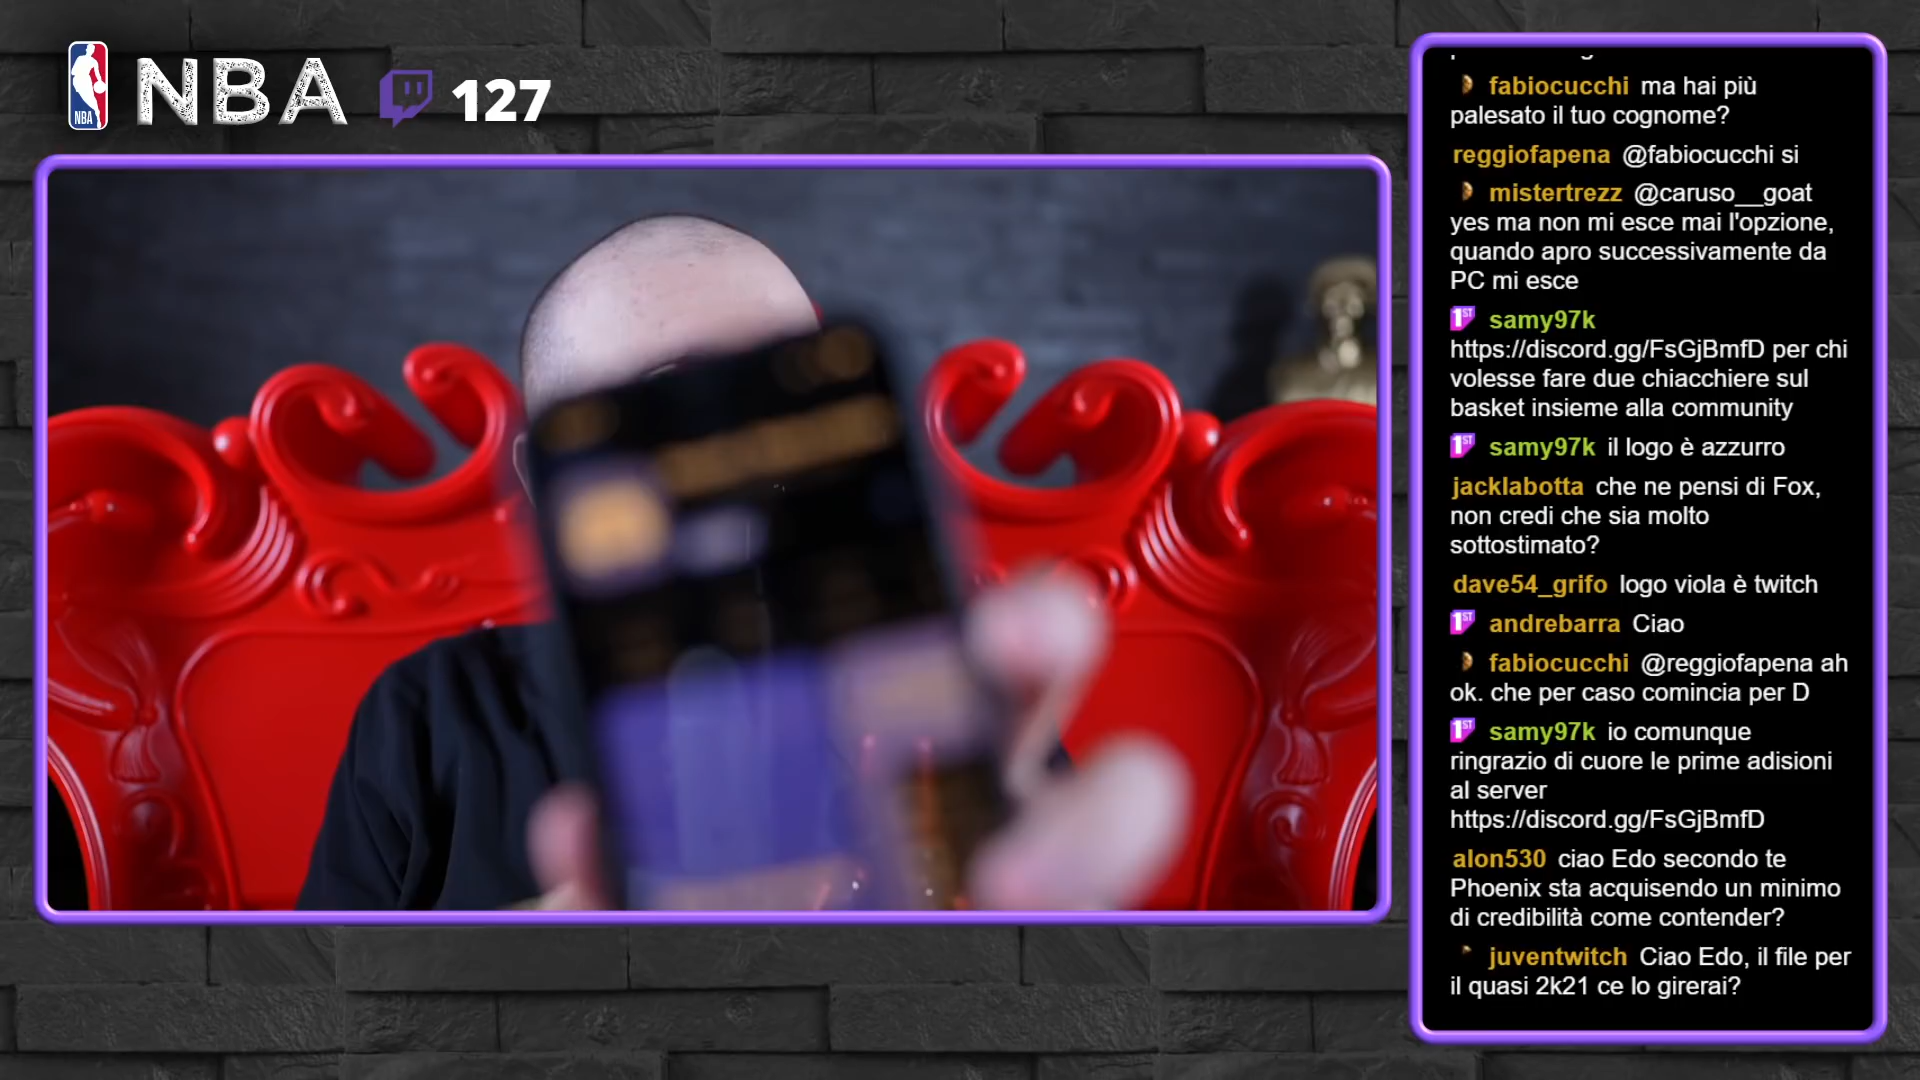 NBA
NBA
127
fabiocucchi ma hai più
palesato il tuo cognome?
reggiofapena @fabiocucchi si
mistertrezz @caruso__goat
yes ma non mi esce mai l'opzione,
quando apro successivamente da
PC mi esce
1ST samy97k
https://discord.gg/FsGjBmfD per chi
volesse fare due chiacchiere sul
basket insieme alla community
1ST samy97k il logo è azzurro
jacklabotta che ne pensi di Fox,
non credi che sia molto
sottostimato?
dave54_grifo logo viola è twitch
1ST andrebarra Ciao
fabiocucchi @reggiofapena ah
ok. che per caso comincia per D
1ST samy97k io comunque
ringrazio di cuore le prime adisioni
al server
https://discord.gg/FsGjBmfD
alon530 ciao Edo secondo te
Phoenix sta acquisendo un minimo
di credibilità come contender?
juventwitch Ciao Edo, il file per
il quasi 2k21 ce lo girerai?